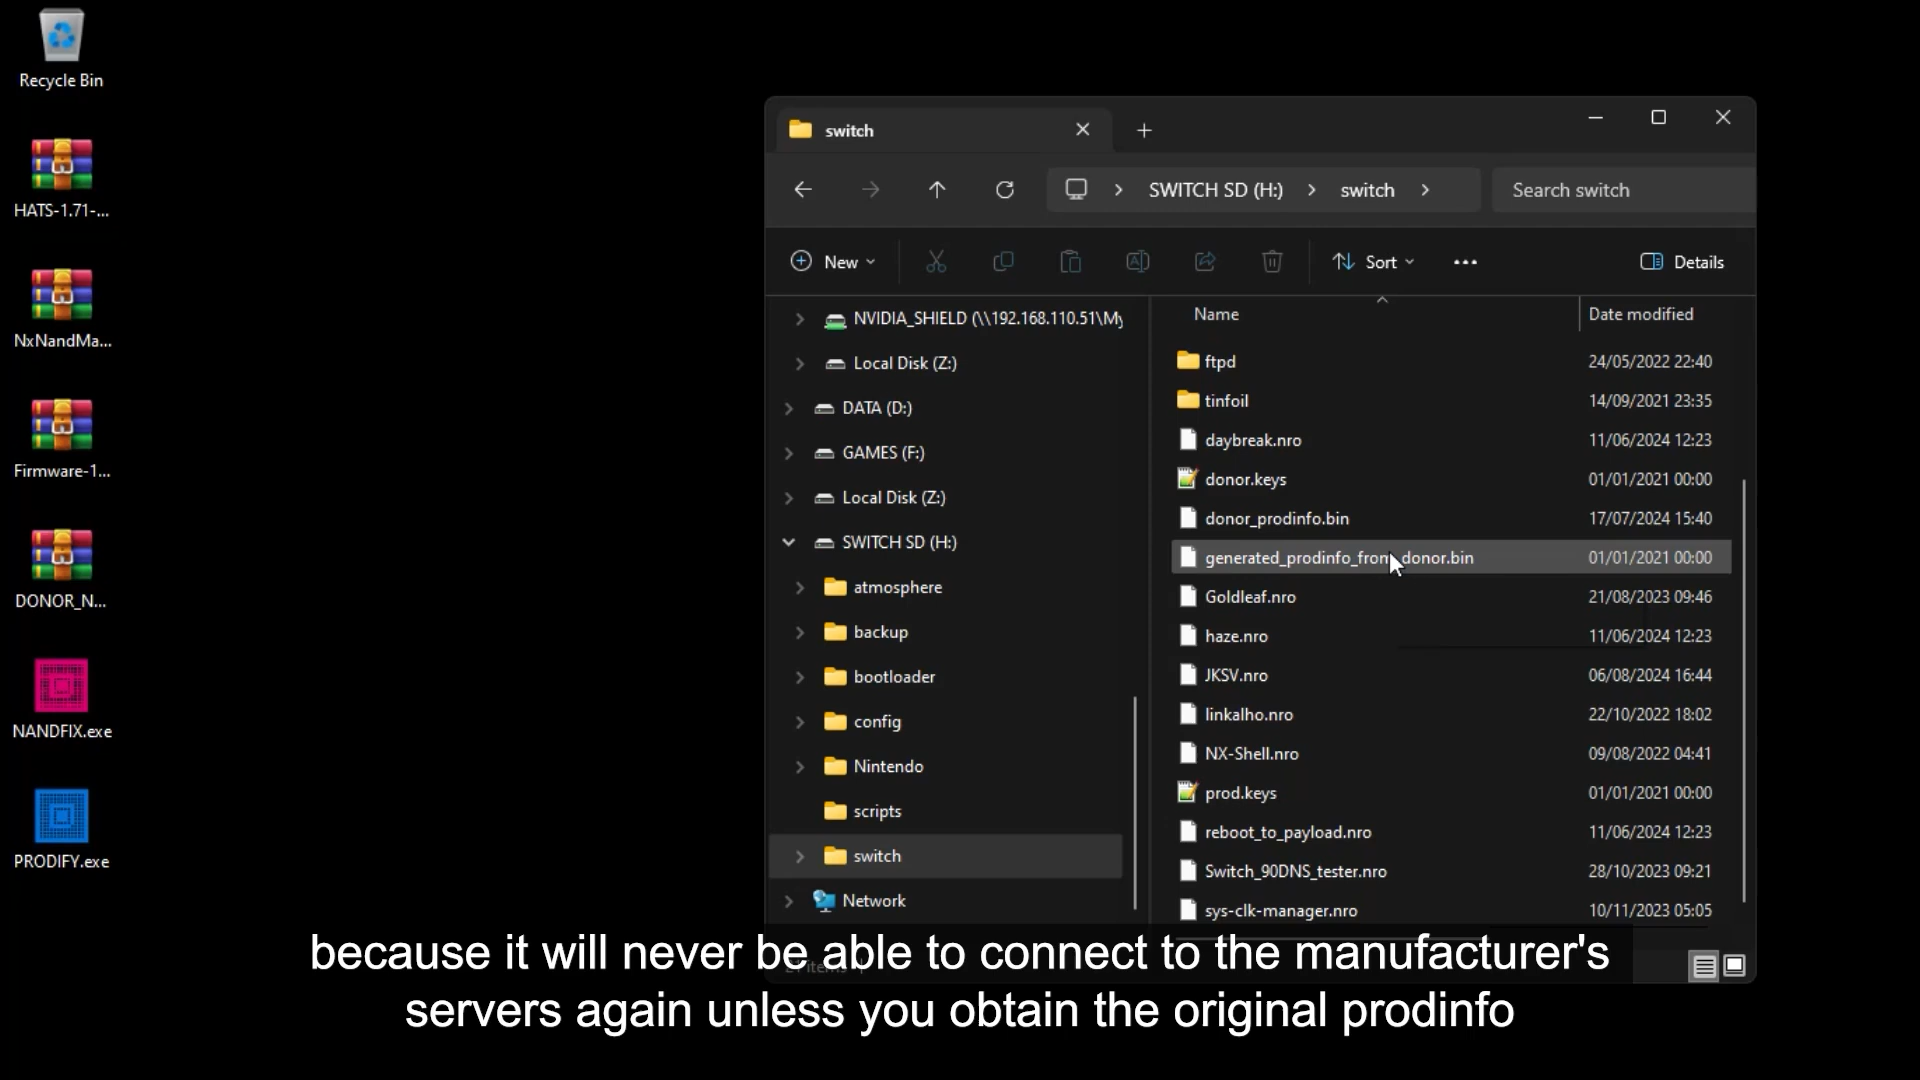 Recycle Bin
HATS-1.71-...
NxNandMa...
Firmware-1...
DONOR_N...
NANDFIX.exe
PRODIFY.exe
switch
SWITCH SD (H:)
switch
Search switch
New
Sort
Details
NVIDIA_SHIELD (\\192.168.110.51\My
Local Disk (Z:)
DATA (D:)
GAMES (F:)
Local Disk (Z:)
SWITCH SD (H:)
atmosphere
backup
bootloader
config
Nintendo
scripts
switch
Network
Name Date modified
ftpd 24/05/2022 22:40
tinfoil 14/09/2021 23:35
daybreak.nro 11/06/2024 12:23
donor.keys 01/01/2021 00:00
donor_prodinfo.bin 17/07/2024 15:40
generated_prodinfo_from_donor.bin 01/01/2021 00:00
Goldleaf.nro 21/08/2023 09:46
haze.nro 11/06/2024 12:23
JKSV.nro 06/08/2024 16:44
linkalho.nro 22/10/2022 18:02
NX-Shell.nro 09/08/2022 04:41
prod.keys 01/01/2021 00:00
reboot_to_payload.nro 11/06/2024 12:23
Switch_90DNS_tester.nro 28/10/2023 09:21
sys-clk-manager.nro 10/11/2023 05:05
because it will never be able to connect to the manufacturer's
servers again unless you obtain the original prodinfo